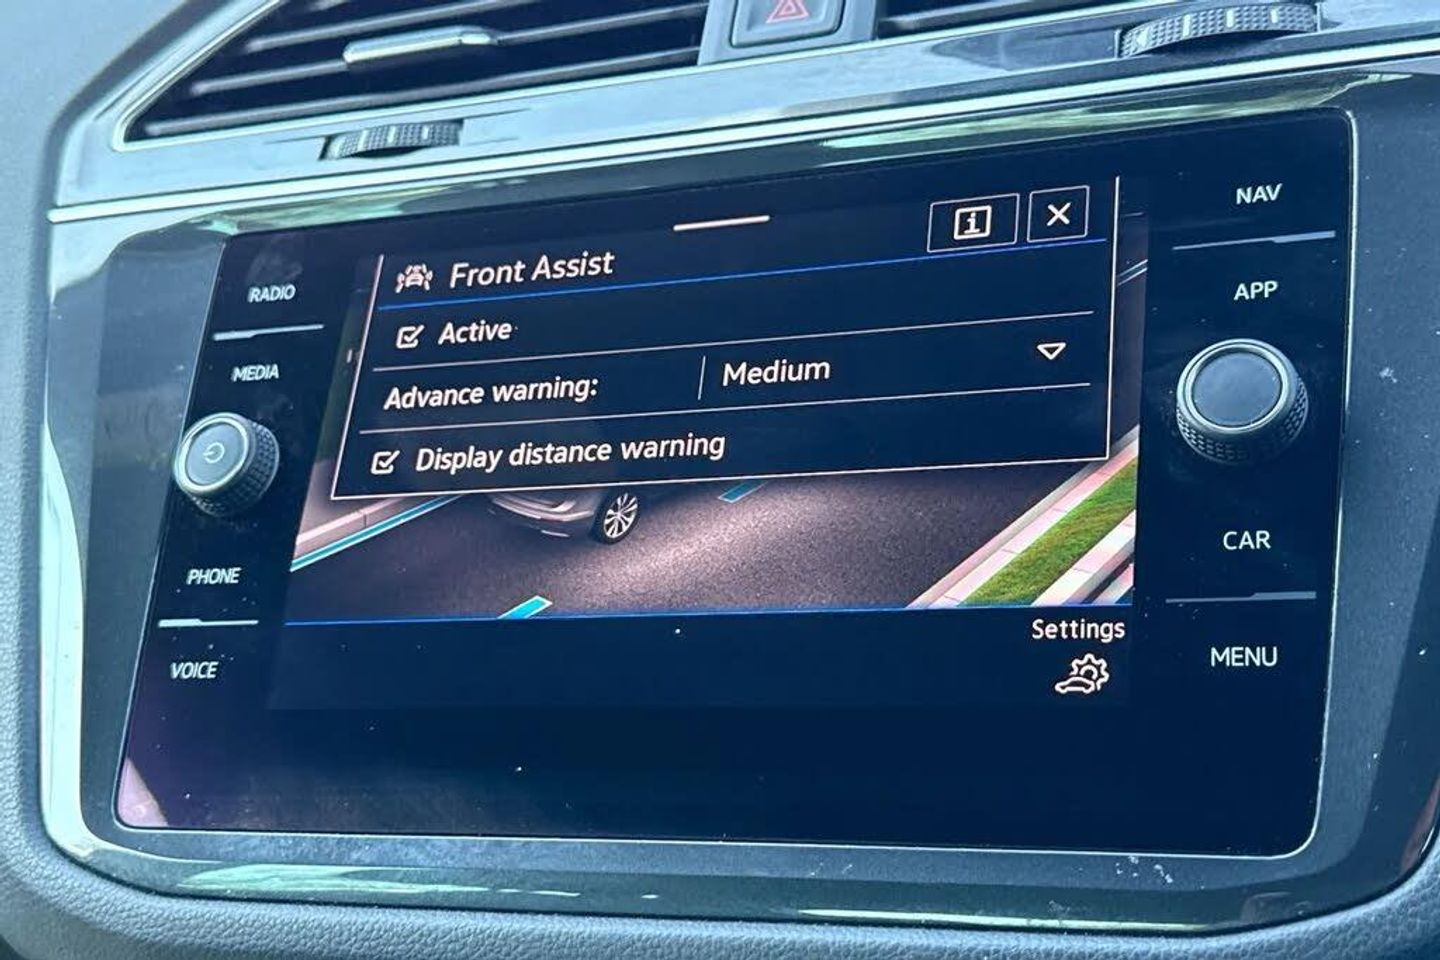 NAV
Front Assist
RADIO
APP
Active
MEDIA
Advance warning: Medium
Display distance warning
CAR
PHONE
Settings
VOICE
MENU